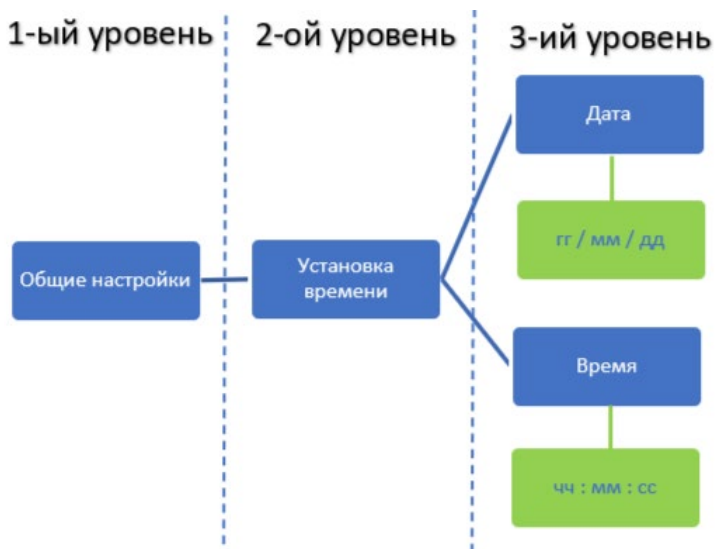 1-ый уровень
2-ой уровень
3-ий уровень
Дата
гг / мм / дд
Общие настройки
Установка
времени
Время
чч : мм : сс